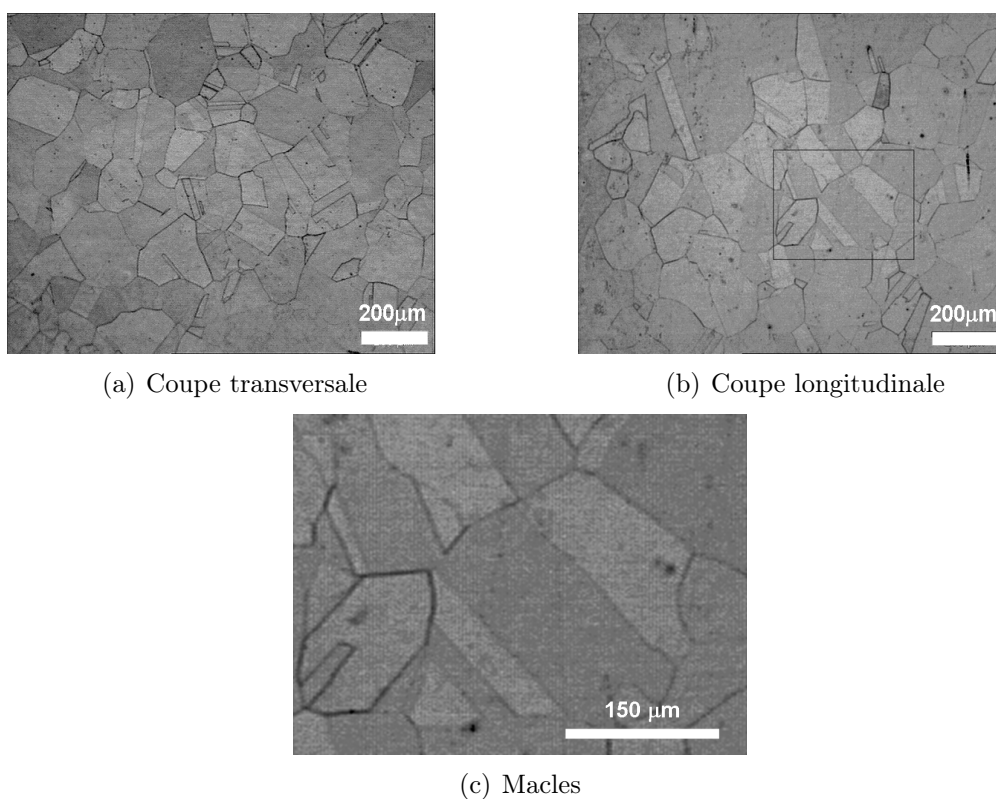 200µm
200µm
(a) Coupe transversale
(b) Coupe longitudinale
150 µm
(c) Macles